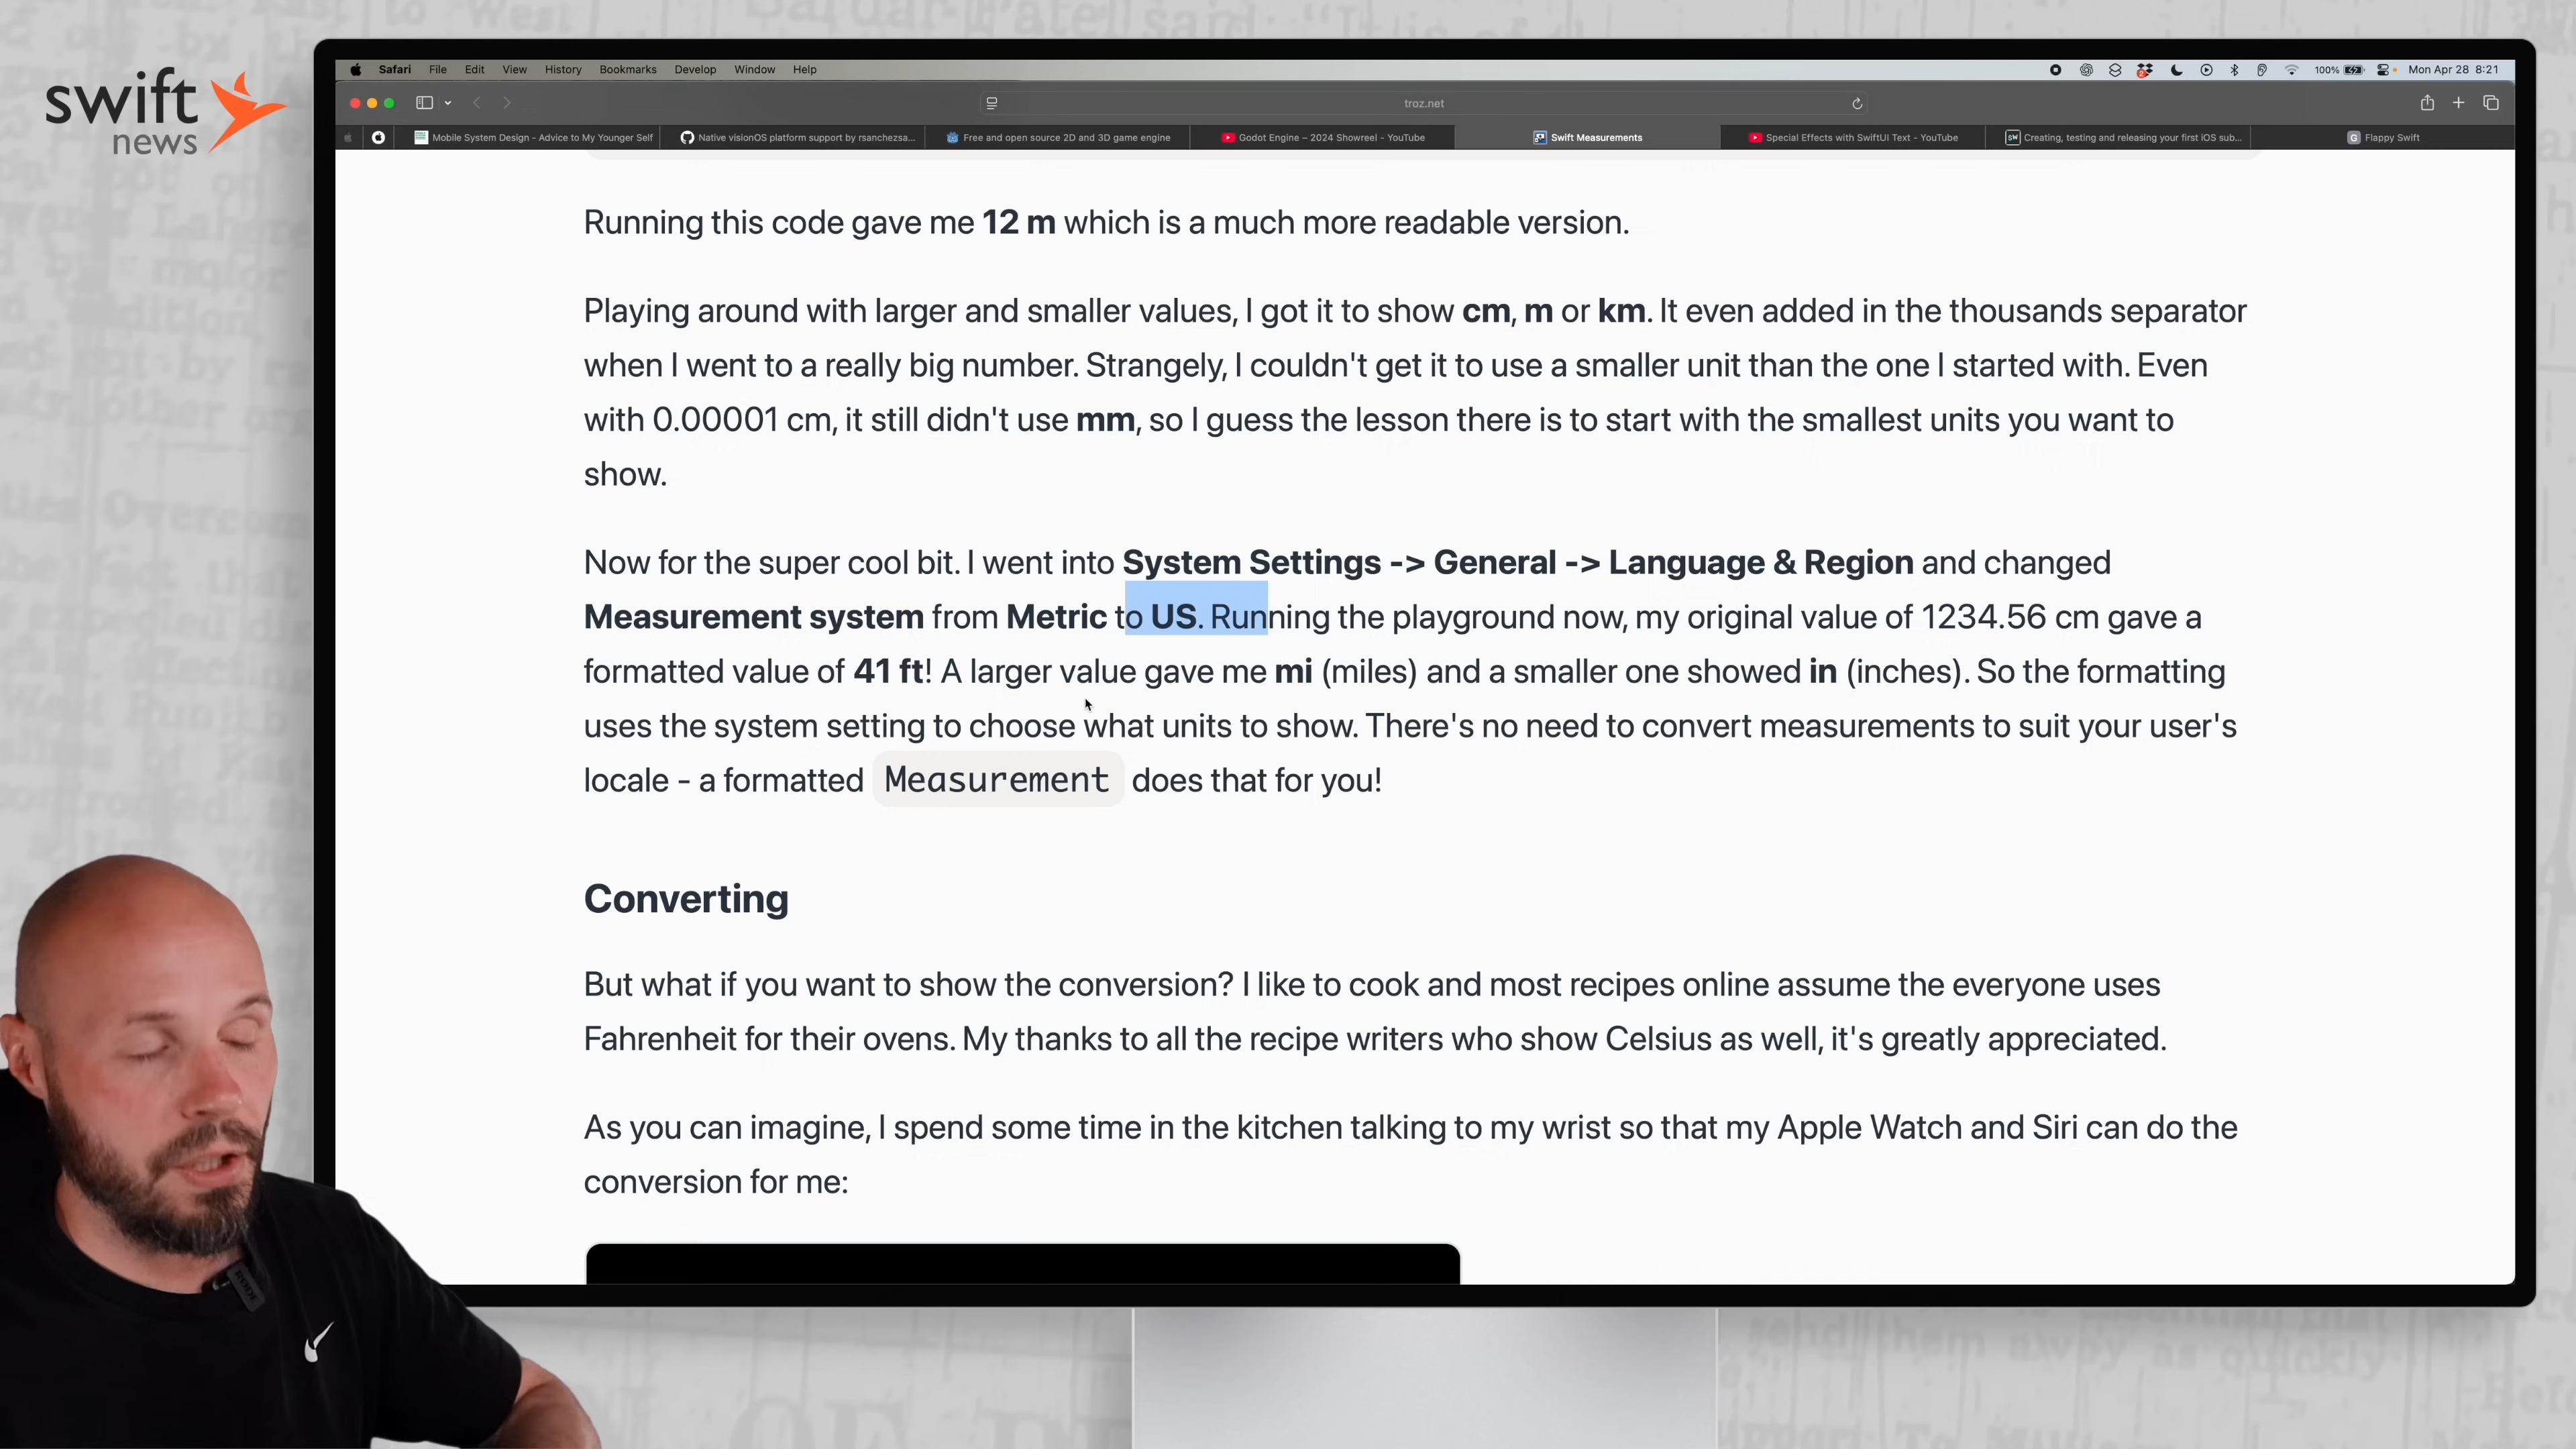 swift
news
Safari File Edit View History Bookmarks Develop Window Help
100% Mon Apr 28 8:21
troz.net
Mobile System Design - Advice to My Younger Self
Native visionOS platform support by rsanchezsa...
Free and open source 2D and 3D game engine
Godot Engine – 2024 Showreel - YouTube
Swift Measurements
Special Effects with SwiftUI Text - YouTube
SW Creating, testing and releasing your first iOS sub...
G Flappy Swift
Running this code gave me 12 m which is a much more readable version.
Playing around with larger and smaller values, I got it to show cm, m or km. It even added in the thousands separator
when I went to a really big number. Strangely, I couldn't get it to use a smaller unit than the one I started with. Even
with 0.00001 cm, it still didn't use mm, so I guess the lesson there is to start with the smallest units you want to
show.
Now for the super cool bit. I went into System Settings -> General -> Language & Region and changed
Measurement system from Metric to US. Running the playground now, my original value of 1234.56 cm gave a
formatted value of 41 ft! A larger value gave me mi (miles) and a smaller one showed in (inches). So the formatting
uses the system setting to choose what units to show. There's no need to convert measurements to suit your user's
locale - a formatted Measurement does that for you!
Converting
But what if you want to show the conversion? I like to cook and most recipes online assume the everyone uses
Fahrenheit for their ovens. My thanks to all the recipe writers who show Celsius as well, it's greatly appreciated.
As you can imagine, I spend some time in the kitchen talking to my wrist so that my Apple Watch and Siri can do the
conversion for me: